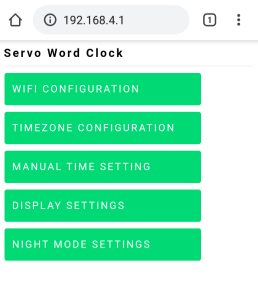 192.168.4.1
1
Servo Word Clock
WIFI CONFIGURATION
TIMEZONE CONFIGURATION
MANUAL TIME SETTING
DISPLAY SETTINGS
NIGHT MODE SETTINGS